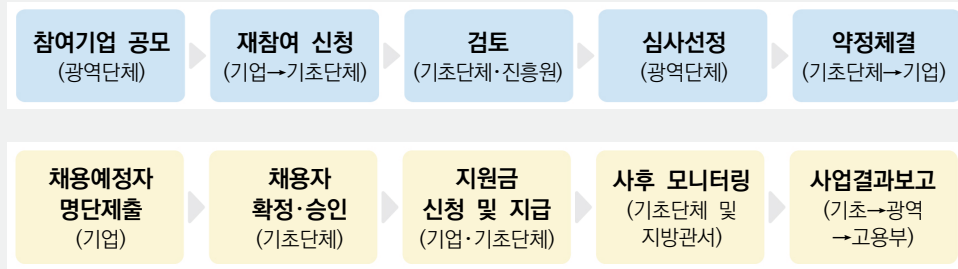 참여기업 공모
(광역단체)
재참여 신청
(기업→기초단체)
검토
(기초단체·진흥원)
심사선정
(광역단체)
약정체결
(기초단체→기업)
채용예정자
명단제출
(기업)
채용자
확정·승인
(기초단체)
지원금
신청 및 지급
(기업·기초단체)
사후 모니터링
(기초단체 및
지방관서)
사업결과보고
(기초→광역
→고용부)